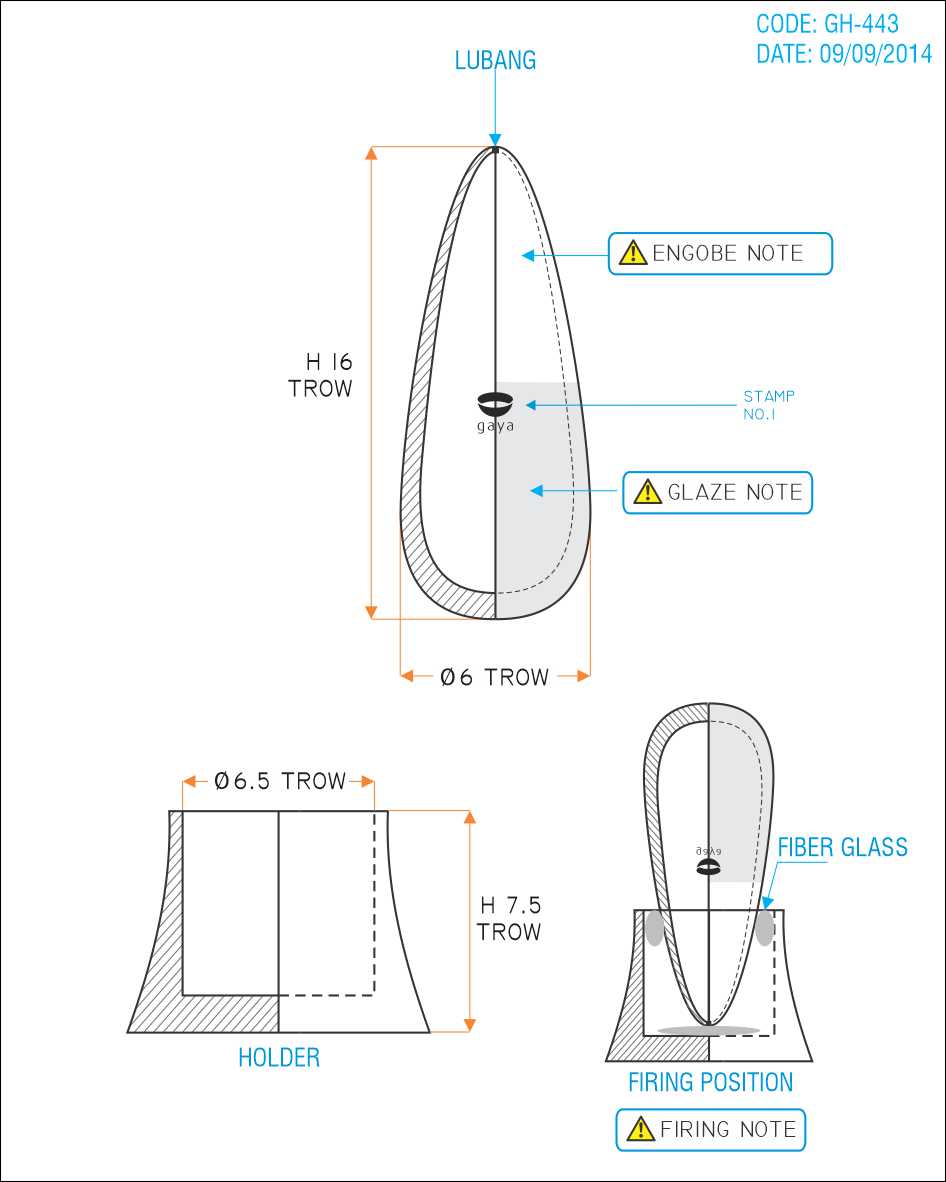 CODE: GH-443
DATE: 09/09/2014
LUBANG
ENGOBE NOTE
H 16
TROW
STAMP
NO.1
gaya
GLAZE NOTE
Ø6 TROW
Ø6.5 TROW
gaya
FIBER GLASS
H 7.5
TROW
HOLDER
FIRING POSITION
FIRING NOTE